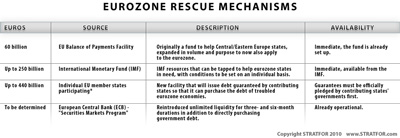 EUROZONE RESCUE MECHANISMS
EUROS SOURCE DESCRIPTION AVAILABILITY
60 billion EU Balance of Payments Facility Originally a fund to help Central/Eastern Europe states, Immediate, the fund is already
expanded in volume and purpose to now also set up.
apply to the eurozone.
Up to 250 billion International Monetary Fund (IMF) IMF resources that can be tapped to help eurozone states Immediate, available from the
in need, with conditions to be set on an individual basis. IMF.
Up to 440 billion Individual EU member states New facility that will issue debt guaranteed by contributing Guarantees must be officially
participating* states so that it can purchase the debt of troubled pledged by contributing states'
eurozone economies. governments first.
To be determined European Central Bank (ECB) - Reintroduced unlimited liquidity for three- and six-month Already operational.
"Securities Markets Program" durations in addition to directly purchasing
government debt.
Copyright STRATFOR 2010 www.STRATFOR.com